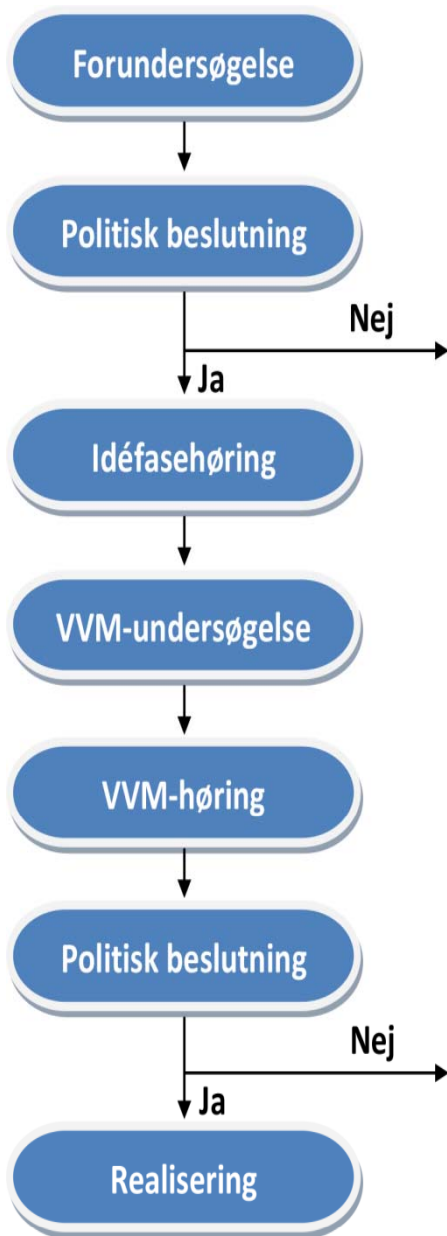 Forundersøgelse
Politisk beslutning
Nej
Ja
Idéfasehøring
VVM-undersøgelse
VVM-høring
Politisk beslutning
Nej
Ja
Realisering